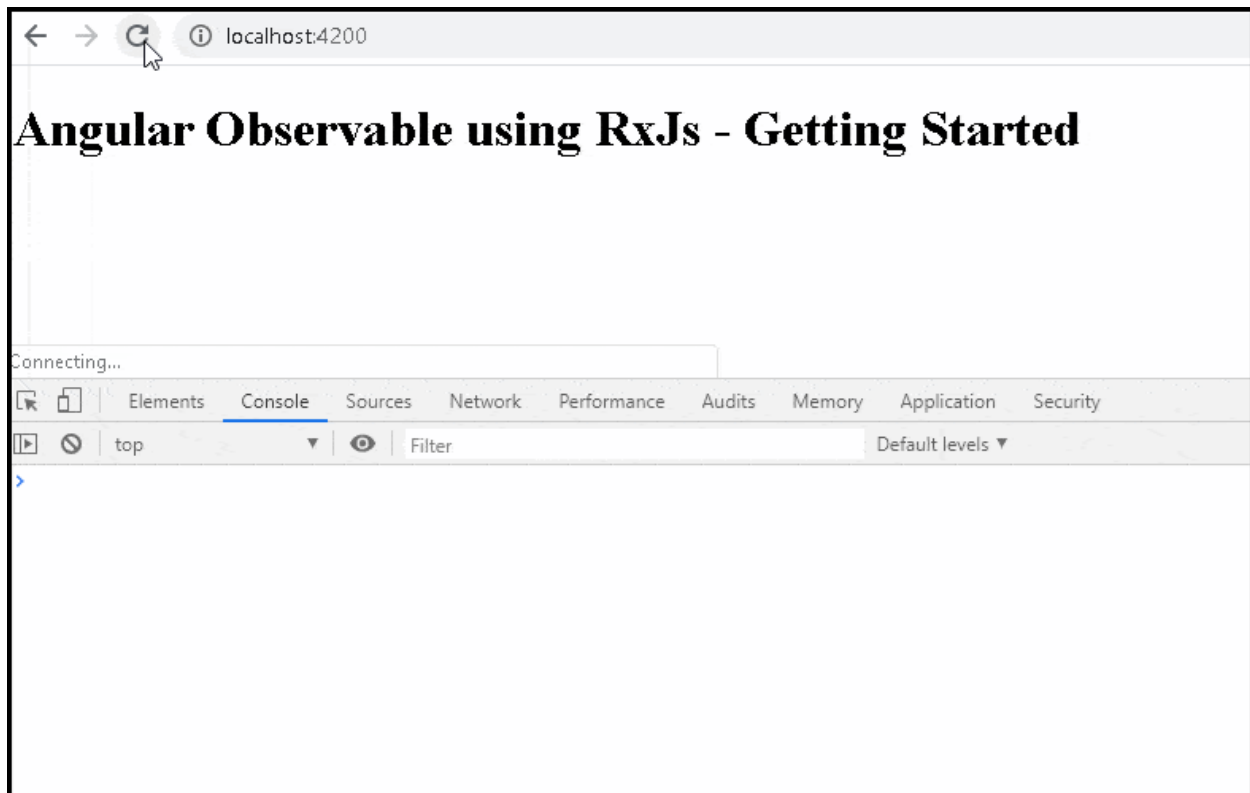 localhost:4200
Angular Observable using RxJs - Getting Started
Connecting...
Elements Console Sources Network Performance Audits Memory Application Security
top Filter Default levels